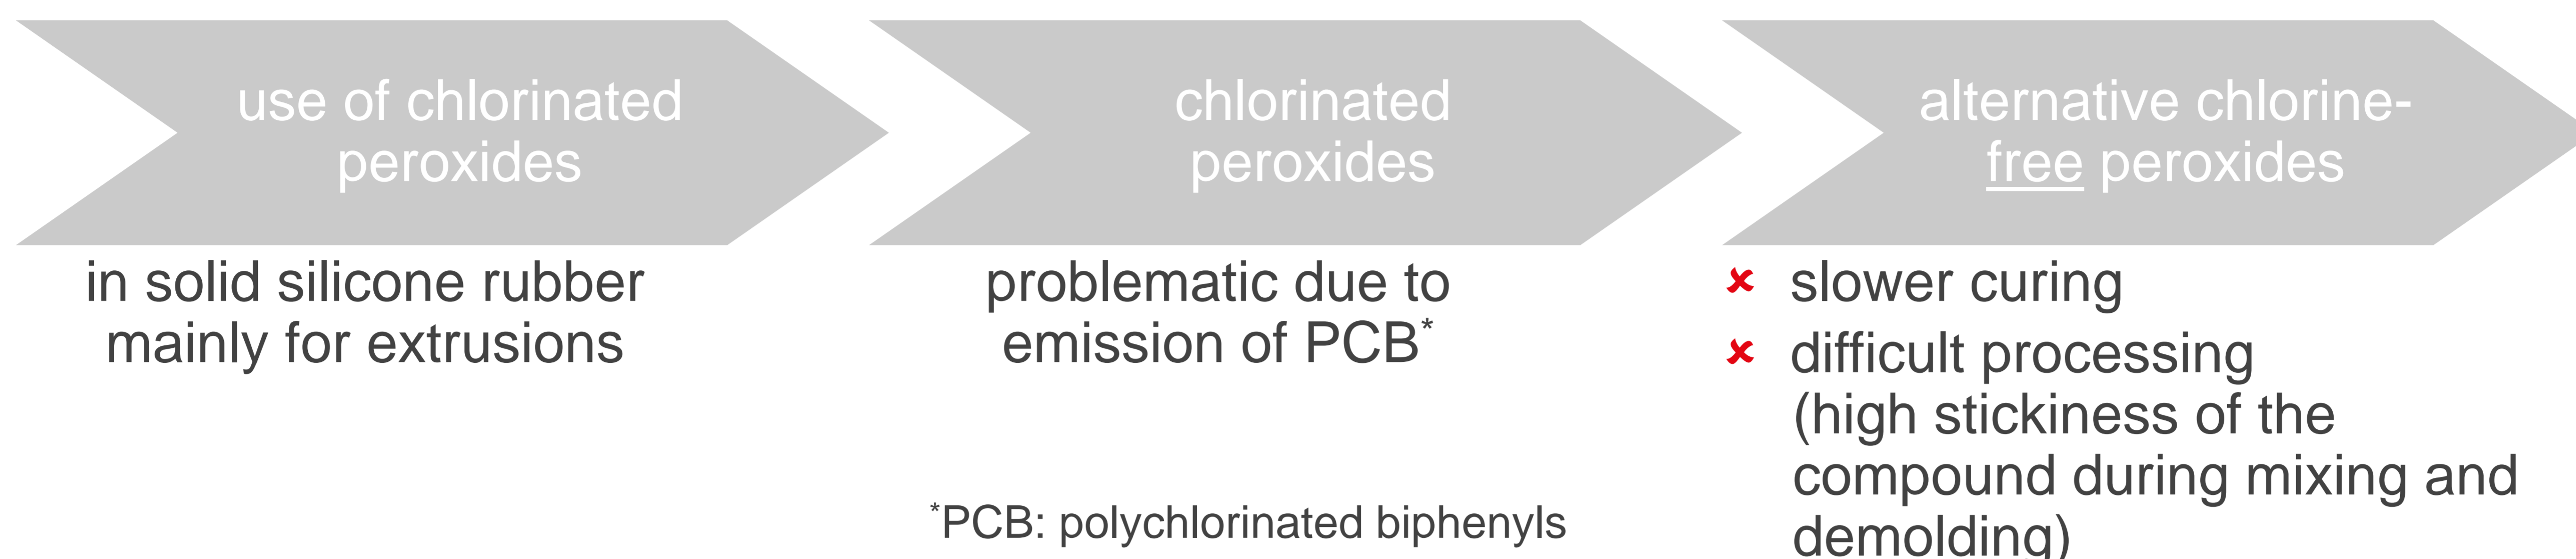 use of chlorinated
peroxides
in solid silicone rubber
mainly for extrusions
chlorinated
peroxides
problematic due to
emission of PCB*
*PCB: polychlorinated biphenyls
alternative chlorine-
free peroxides
✘ slower curing
✘ difficult processing
(high stickiness of the
compound during mixing and
demolding)